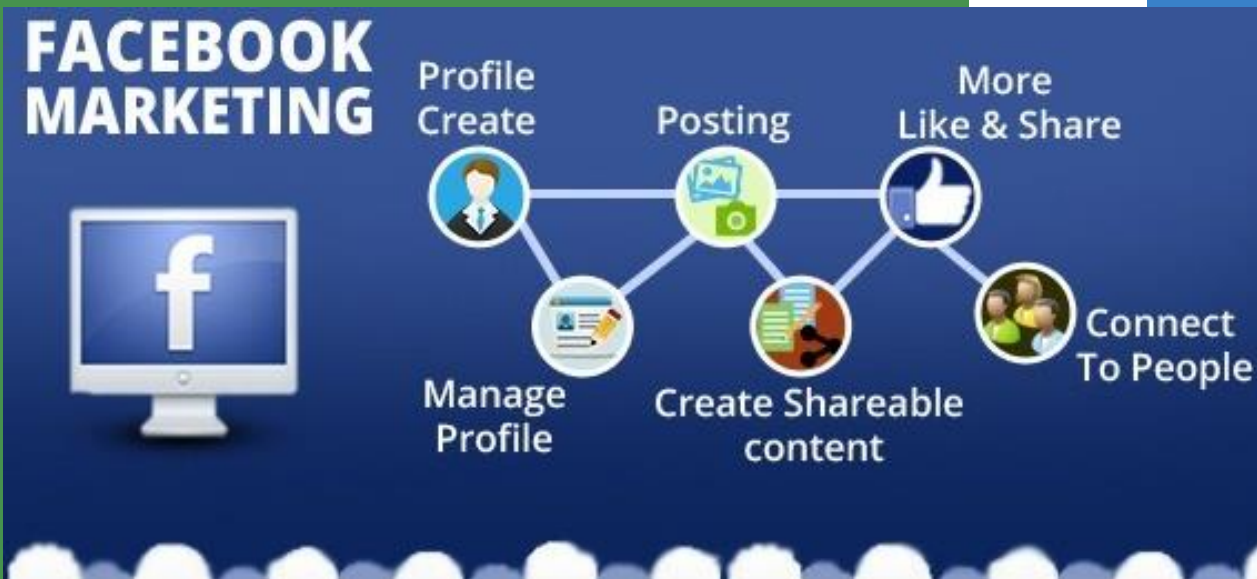 FACEBOOK
MARKETING
Profile
Create
Posting
More
Like & Share
f
Manage
Profile
Create Shareable
content
Connect
To People